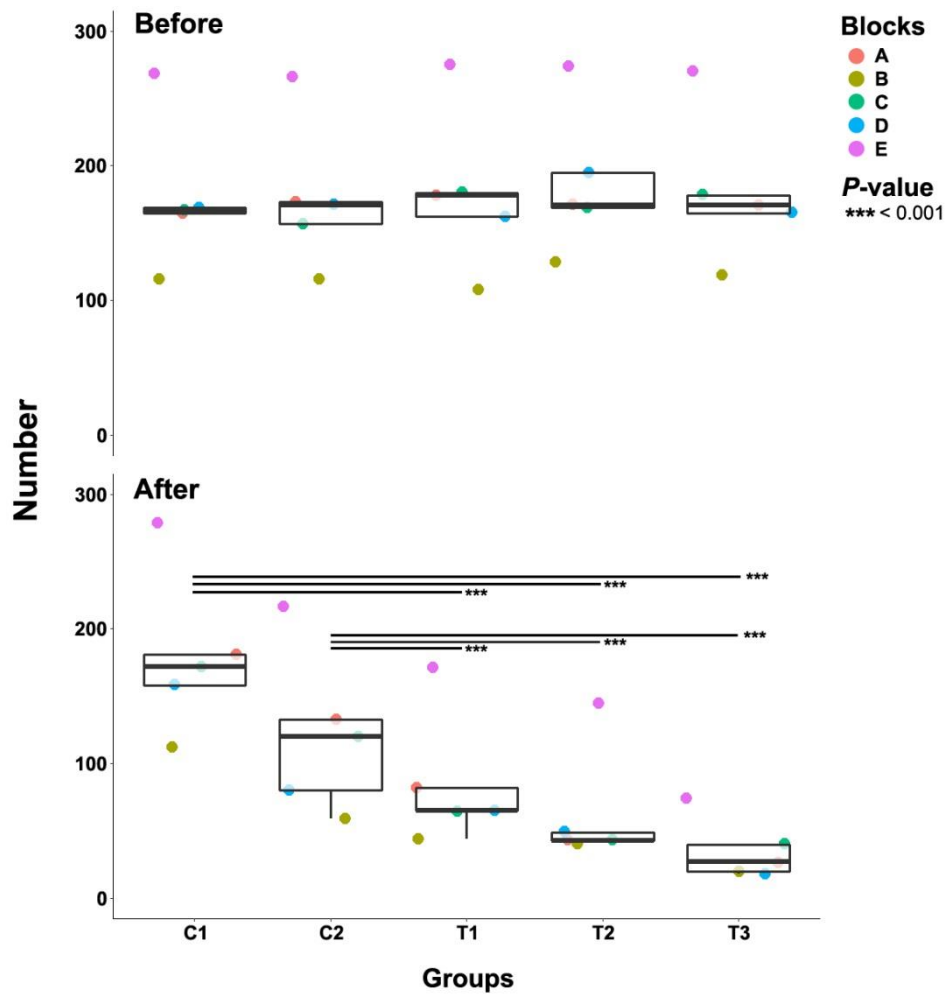 Before
300
200
100
0
Number
After
300
200
100
0
***
***
***
***
***
***
C1 C2 T1 T2 T3
Groups
Blocks
A
B
C
D
E
P-value
*** < 0.001